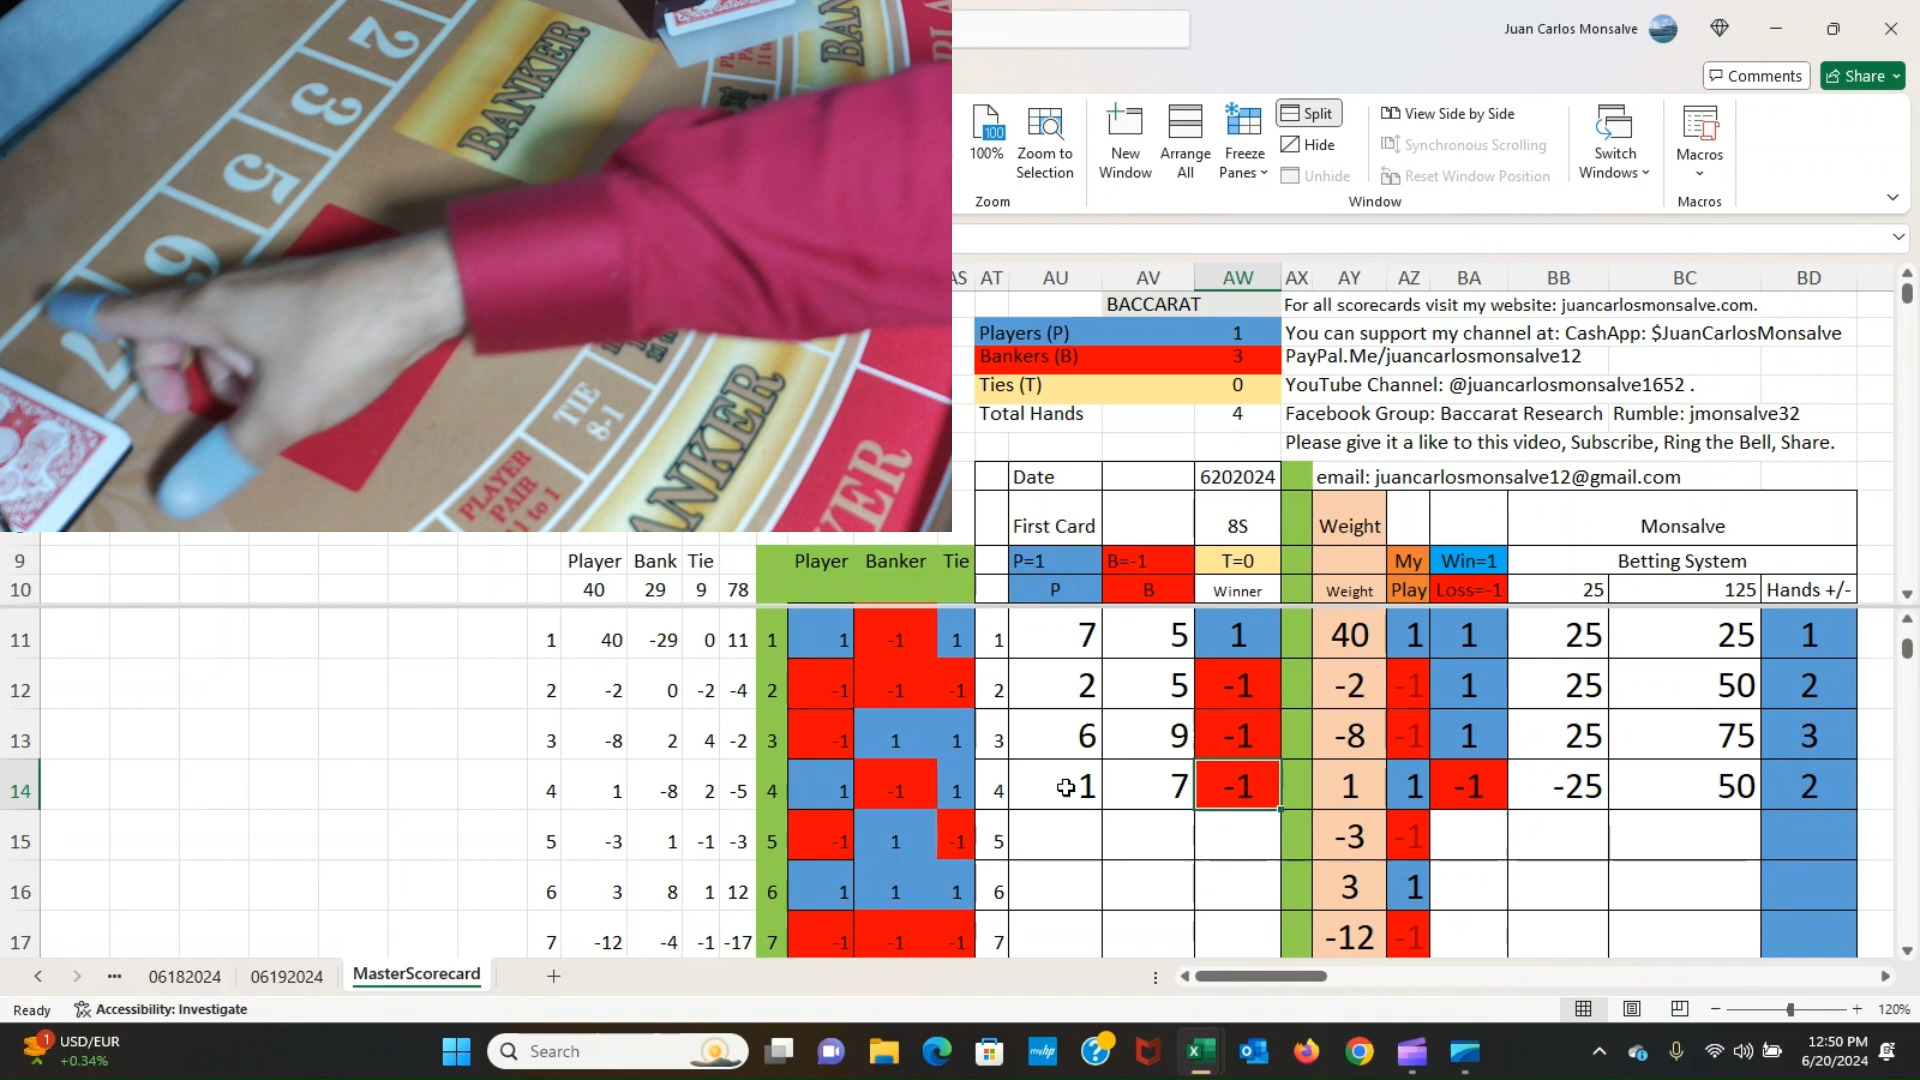 2
3
5
6
7
BANKER
TIE
8-1
PLAYER
PAIR
11 to 1
Juan Carlos Monsalve
Comments
Share
100%
Zoom to
Selection
New
Window
Arrange
All
Freeze
Panes
Split
Hide
Unhide
View Side by Side
Synchronous Scrolling
Reset Window Position
Switch
Windows
Macros
Zoom
Window
Macros
AS AT AU AV AW AX AY AZ BA BB BC BD
BACCARAT For all scorecards visit my website: juancarlosmonsalve.com.
Players (P) 1 You can support my channel at: CashApp: $JuanCarlosMonsalve
Bankers (B) 3 PayPal.Me/juancarlosmonsalve12
Ties (T) 0 YouTube Channel: @juancarlosmonsalve1652 .
Total Hands 4 Facebook Group: Baccarat Research Rumble: jmonsalve32
Please give it a like to this video, Subscribe, Ring the Bell, Share.
Date 6202024 email: juancarlosmonsalve12@gmail.com
First Card 8S Weight Monsalve
9 Player Bank Tie Player Banker Tie P=1 B=-1 T=0 My Win=1 Betting System
10 40 29 9 78 P B Winner Weight Play Loss=-1 25 125 Hands +/-
11 1 40 -29 0 11 1 1 -1 1 1 7 5 1 40 1 1 25 25 1
12 2 -2 0 -2 -4 2 -1 -1 -1 2 2 5 -1 -2 -1 1 25 50 2
13 3 -8 2 4 -2 3 -1 1 1 3 6 9 -1 -8 -1 1 25 75 3
14 4 1 -8 2 -5 4 1 -1 1 4 1 7 -1 1 1 -1 -25 50 2
15 5 -3 1 -1 -3 5 -1 1 -1 5 -3 -1
16 6 3 8 1 12 6 1 1 1 6 3 1
17 7 -12 -4 -1 -17 7 -1 -1 -1 7 -12 -1
06182024 06192024 MasterScorecard
Ready Accessibility: Investigate 120%
1 USD/EUR
+0.34%
Search
myhp
12:50 PM
6/20/2024